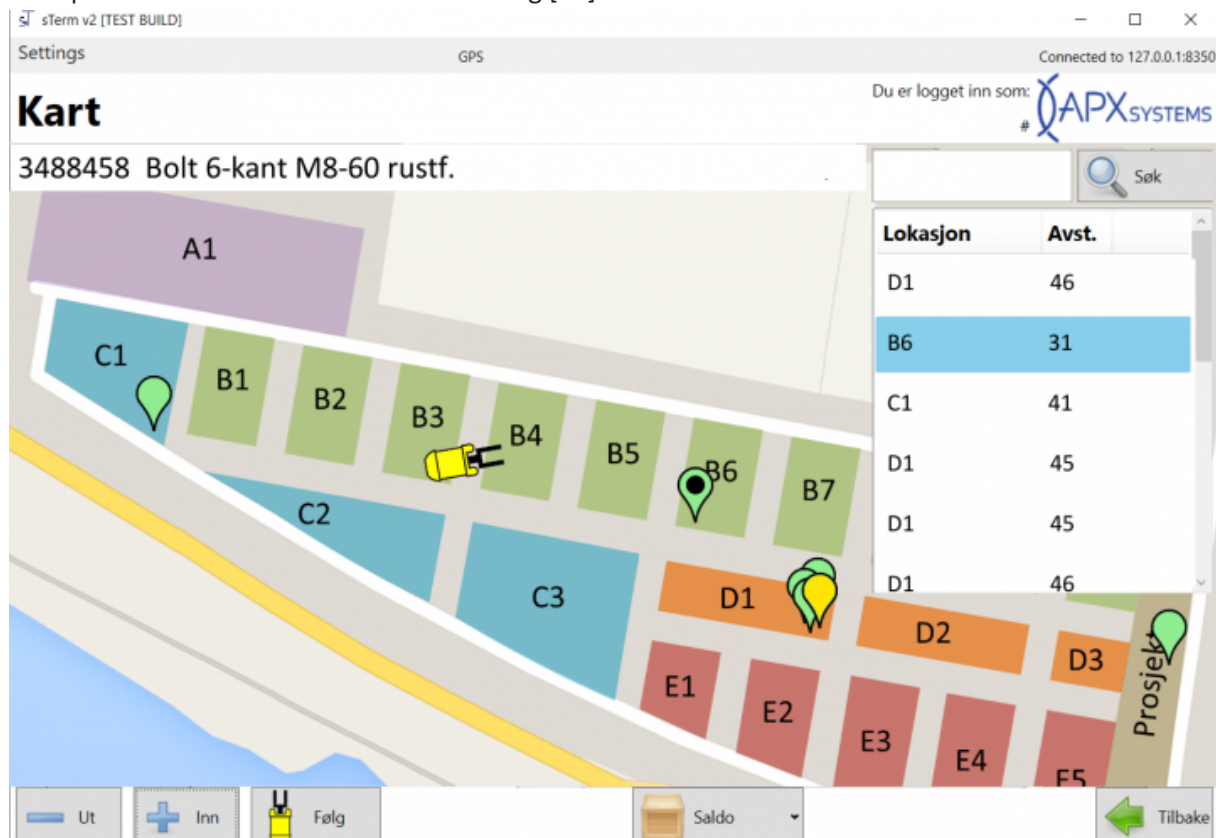 sTerm v2 [TEST BUILD]
Settings GPS Connected to 127.0.0.1:8350
Du er logget inn som:
#
APXSYSTEMS
Kart
3488458 Bolt 6-kant M8-60 rustf.
Søk
Lokasjon Avst.
D1 46
B6 31
C1 41
D1 45
D1 45
D1 46
A1
C1
B1
B2
B3
B4
B5
B6
B7
C2
C3
D1
D2
D3
E1
E2
E3
E4
E5
Prosjekt
Ut Inn Følg Saldo Tilbake